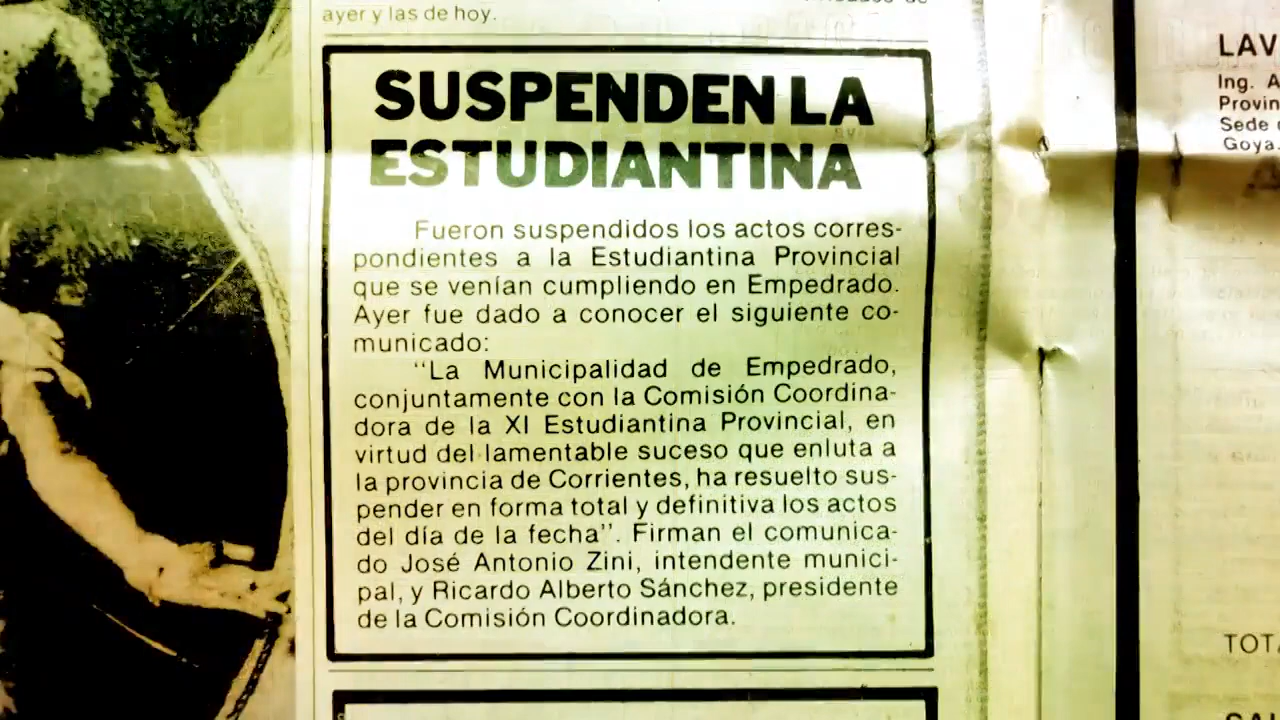 ayer y las de hoy.
SUSPENDEN LA
ESTUDIANTINA
Fueron suspendidos los actos corres-
pondientes a la Estudiantina Provincial
que se venían cumpliendo en Empedrado.
Ayer fue dado a conocer el siguiente co-
municado:
"La Municipalidad de Empedrado,
conjuntamente con la Comisión Coordina-
dora de la XI Estudiantina Provincial, en
virtud del lamentable suceso que enluta a
la provincia de Corrientes, ha resuelto sus-
pender en forma total y definitiva los actos
del día de la fecha". Firman el comunica-
do José Antonio Zini, intendente munici-
pal, y Ricardo Alberto Sánchez, presidente
de la Comisión Coordinadora.
LAV
Ing. A
Provin
Sede
Goya.
TOTA